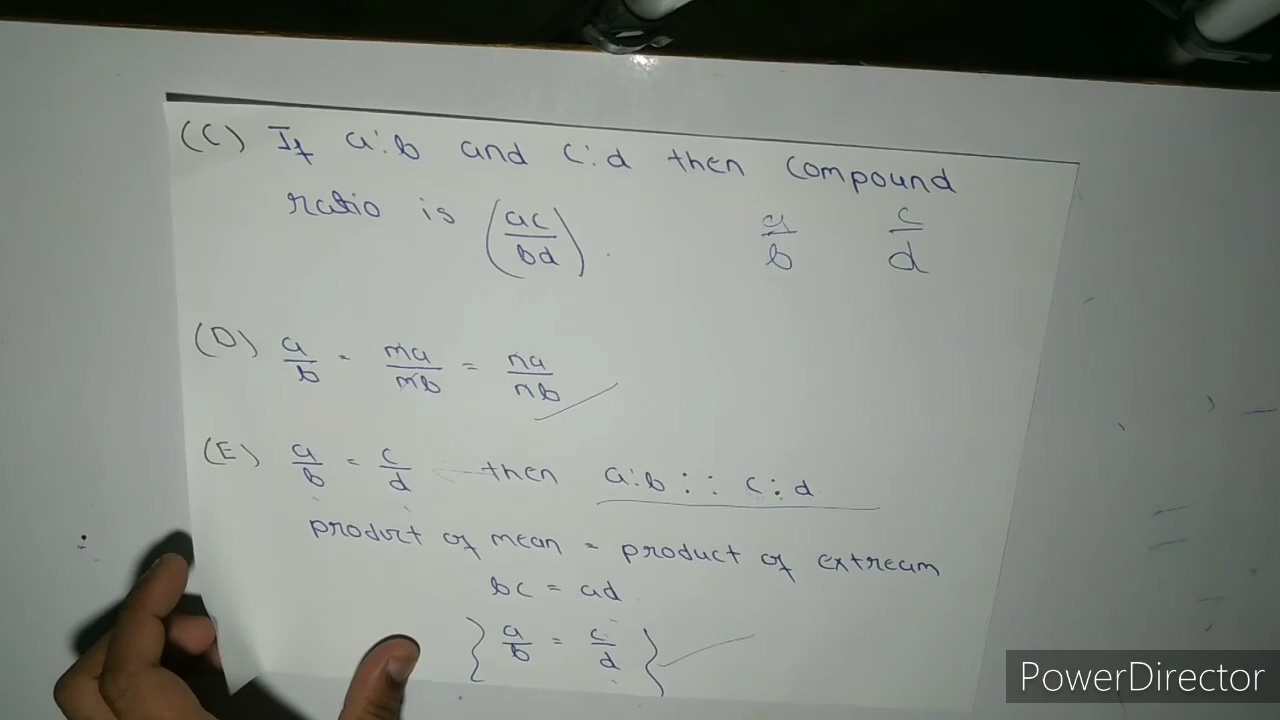 (C) If a:b and c:d then compound
ratio is (ac/bd). a/b c/d
(D) a/b = ma/mb = na/nb
(E) a/b = c/d then a:b :: c:d
product of mean = product of extream
bc = ad
} a/b = c/d }
PowerDirector